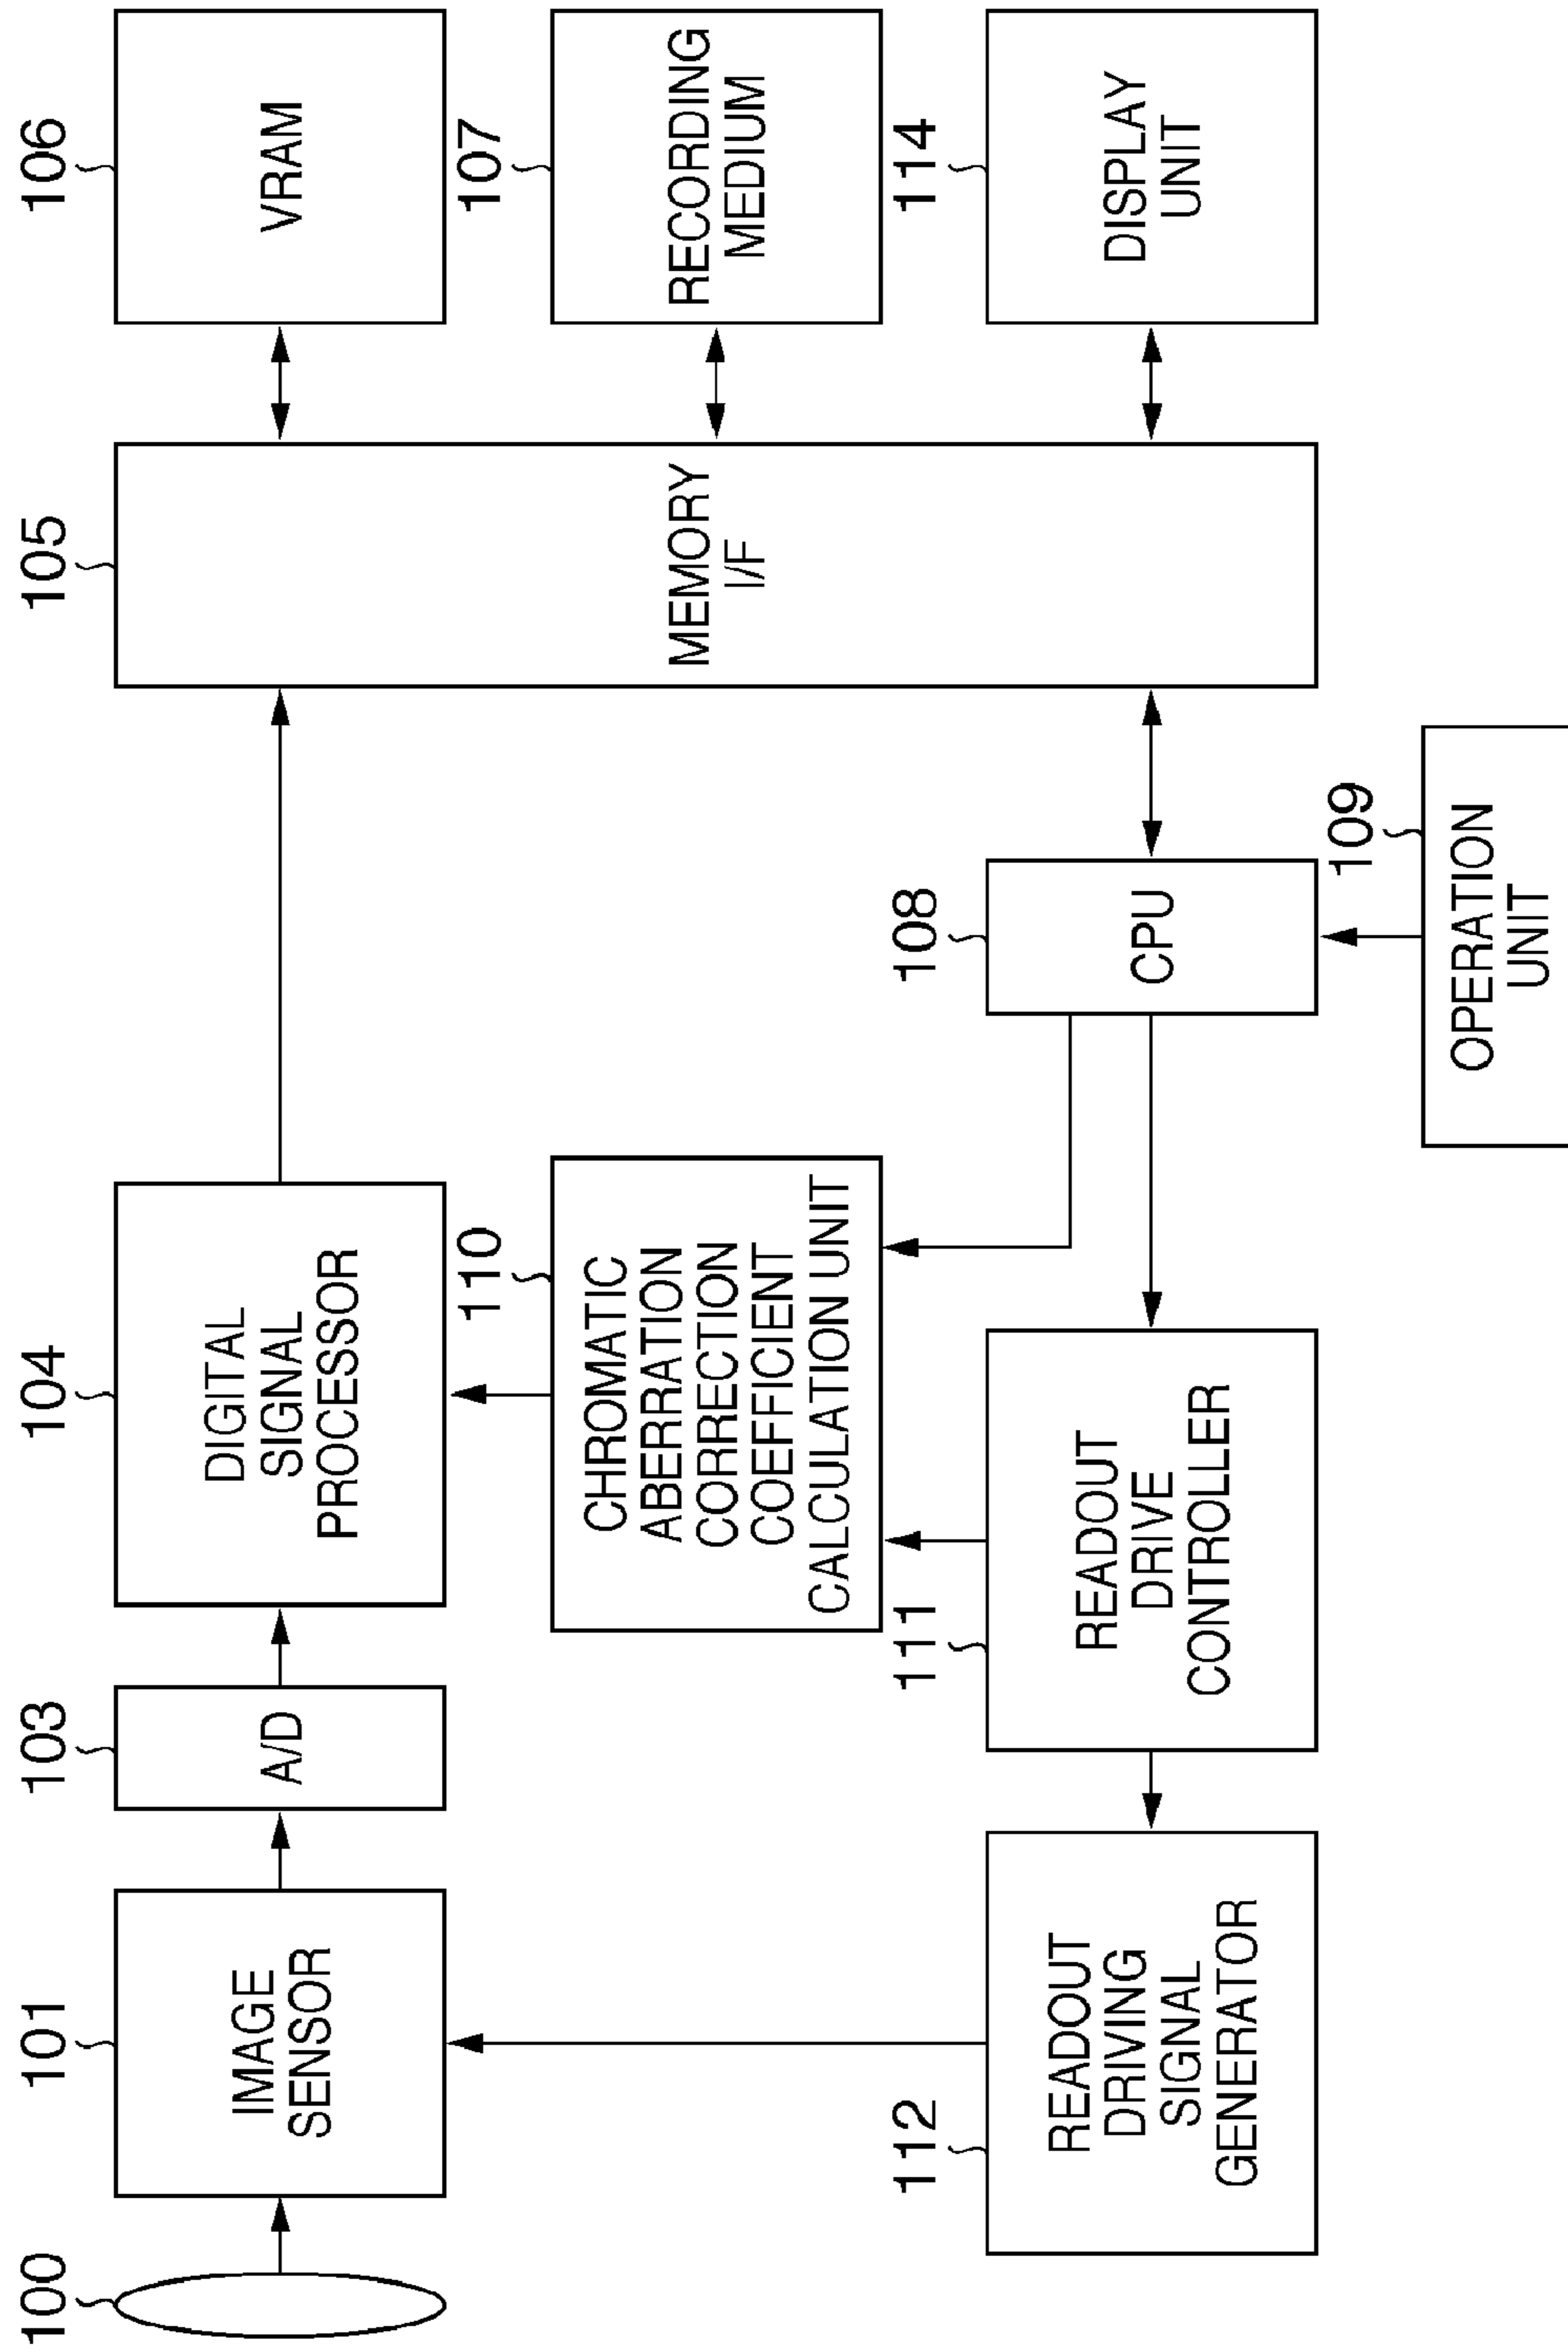 100
101
IMAGE
SENSOR
103
A/D
104
DIGITAL
SIGNAL
PROCESSOR
105
MEMORY
I/F
106
VRAM
107
RECORDING
MEDIUM
114
DISPLAY
UNIT
110
CHROMATIC
ABERRATION
CORRECTION
COEFFICIENT
CALCULATION UNIT
108
CPU
109
OPERATION
UNIT
111
READOUT
DRIVE
CONTROLLER
112
READOUT
DRIVING
SIGNAL
GENERATOR